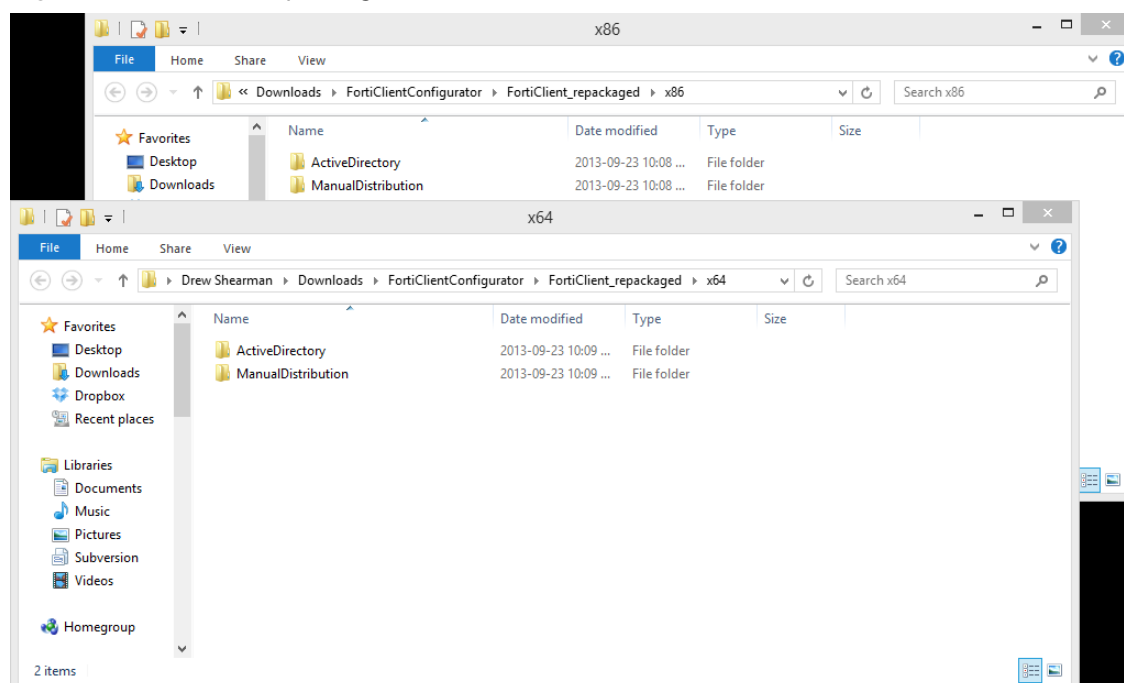 x86
File Home Share View
« Downloads FortiClientConfigurator FortiClient_repackaged x86 Search x86
Favorites Name Date modified Type Size
Desktop ActiveDirectory 2013-09-23 10:08 ... File folder
Downloads ManualDistribution 2013-09-23 10:08 ... File folder
x64
File Home Share View
Drew Shearman Downloads FortiClientConfigurator FortiClient_repackaged x64 Search x64
Favorites Name Date modified Type Size
Desktop ActiveDirectory 2013-09-23 10:09 ... File folder
Downloads ManualDistribution 2013-09-23 10:09 ... File folder
Dropbox
Recent places
Libraries
Documents
Music
Pictures
Subversion
Videos
Homegroup
2 items